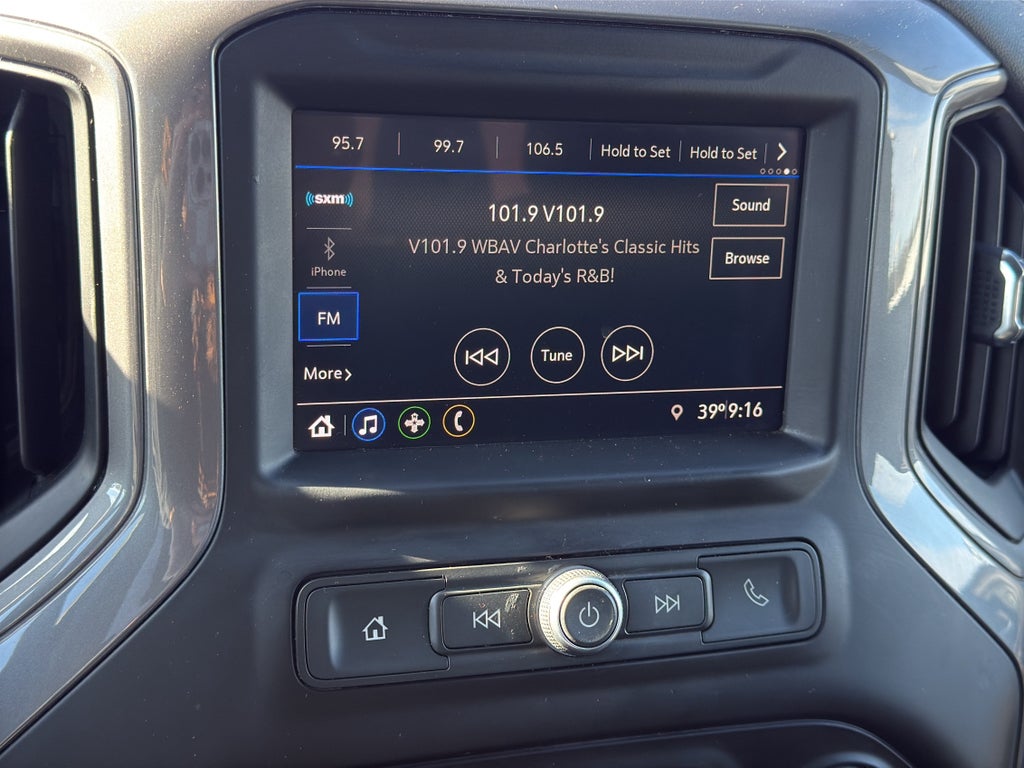 95.7 99.7 106.5 Hold to Set Hold to Set
sxm
101.9 V101.9
Sound
V101.9 WBAV Charlotte's Classic Hits
& Today's R&B!
Browse
iPhone
FM
Tune
More
39º 9:16